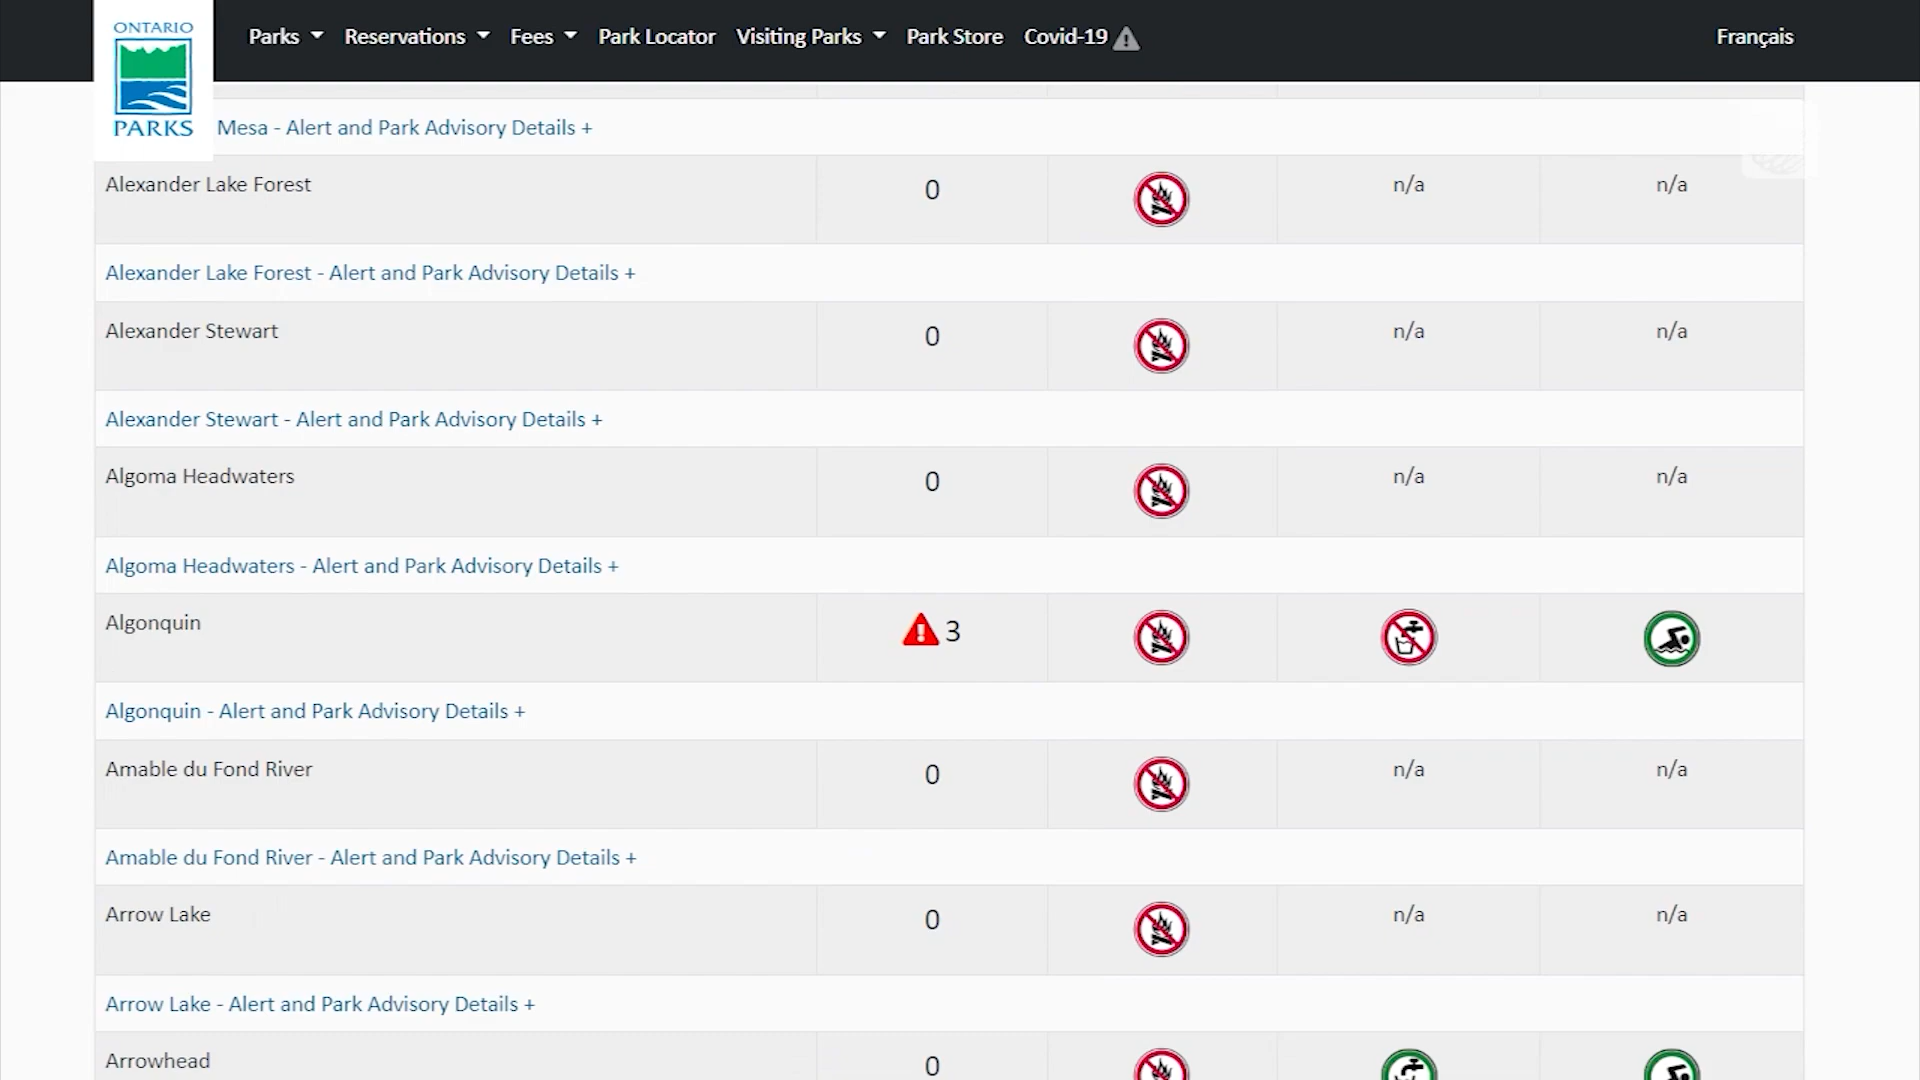 ONTARIO
PARKS
Parks Reservations Fees Park Locator Visiting Parks Park Store Covid-19 Français
Mesa - Alert and Park Advisory Details +
Alexander Lake Forest 0 n/a n/a
Alexander Lake Forest - Alert and Park Advisory Details +
Alexander Stewart 0 n/a n/a
Alexander Stewart - Alert and Park Advisory Details +
Algoma Headwaters 0 n/a n/a
Algoma Headwaters - Alert and Park Advisory Details +
Algonquin 3
Algonquin - Alert and Park Advisory Details +
Amable du Fond River 0 n/a n/a
Amable du Fond River - Alert and Park Advisory Details +
Arrow Lake 0 n/a n/a
Arrow Lake - Alert and Park Advisory Details +
Arrowhead 0